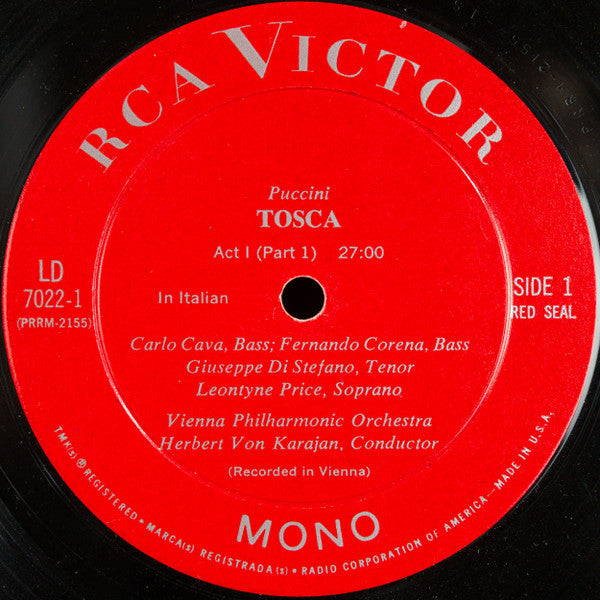 RCA VICTOR
Puccini
TOSCA
Act I (Part 1) 27:00
LD
7022-1
(PRRM-2155)
In Italian
SIDE 1
RED SEAL
Carlo Cava, Bass; Fernando Corena, Bass
Giuseppe Di Stefano, Tenor
Leontyne Price, Soprano
Vienna Philharmonic Orchestra
Herbert Von Karajan, Conductor
(Recorded in Vienna)
MONO
TMK(s) ® REGISTERED • MARCA(s) REGISTRADA(s) • RADIO CORPORATION OF AMERICA—MADE IN U.S.A.